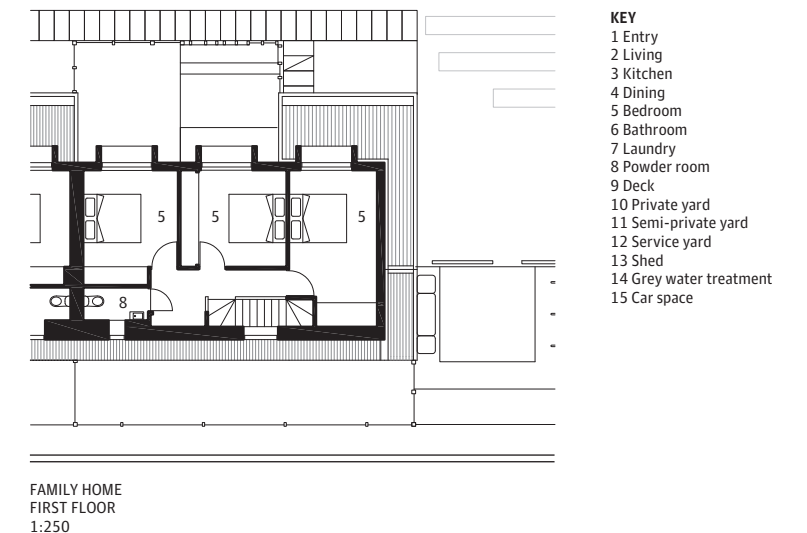 KEY
1 Entry
2 Living
3 Kitchen
4 Dining
5 Bedroom
6 Bathroom
7 Laundry
8 Powder room
9 Deck
10 Private yard
11 Semi-private yard
12 Service yard
13 Shed
14 Grey water treatment
15 Car space
5 5 5
8
FAMILY HOME
FIRST FLOOR
1:250